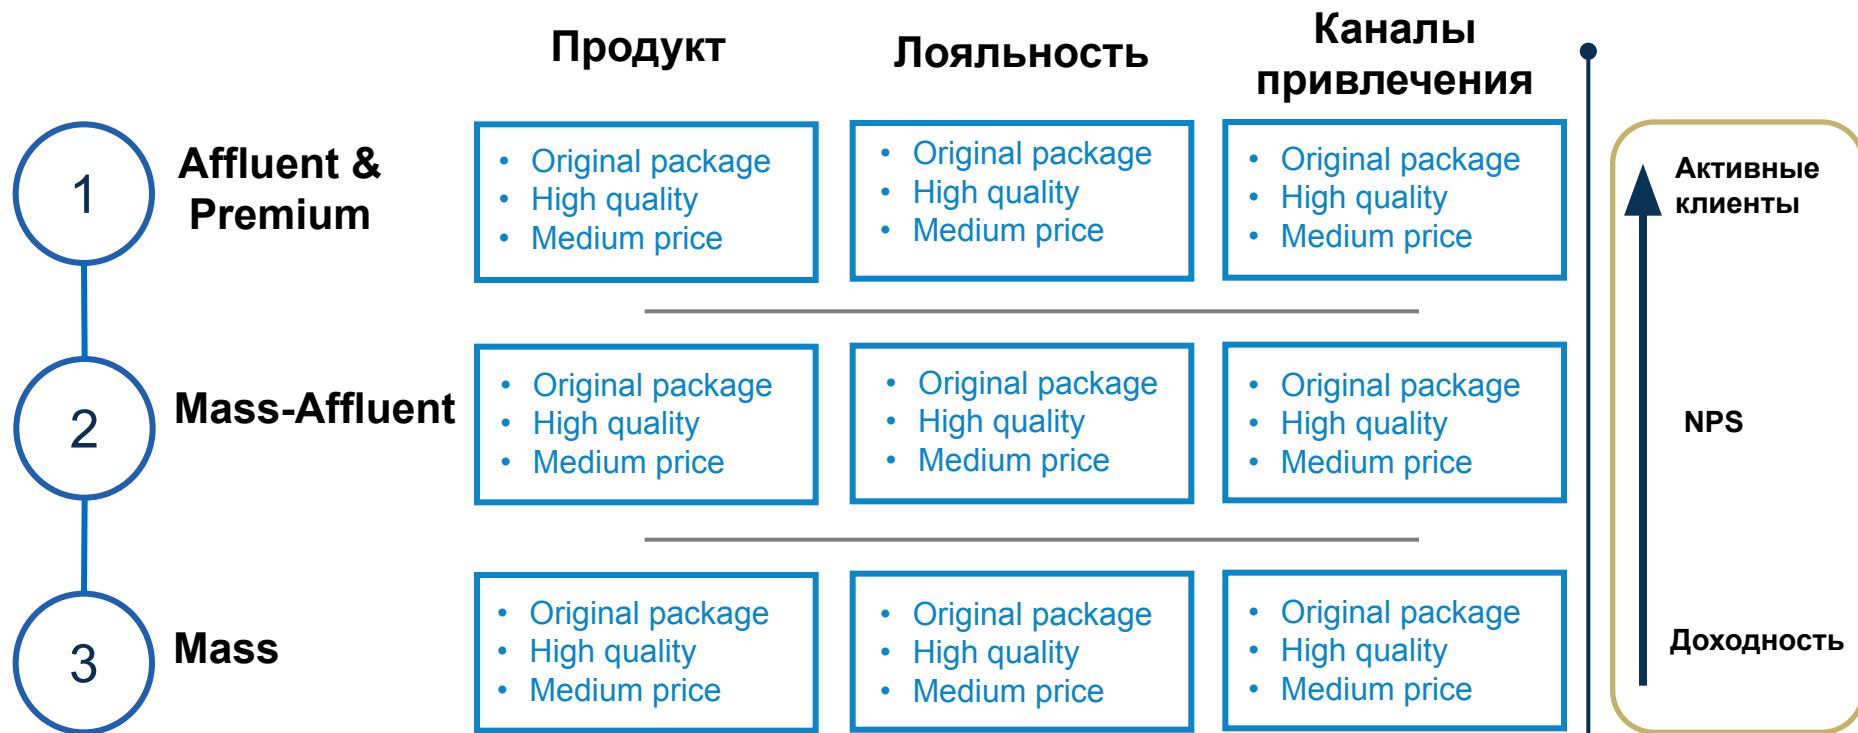 Продукт
Лояльность
Каналы
привлечения
1
Affluent &
Premium
• Original package
• High quality
• Medium price
• Original package
• High quality
• Medium price
• Original package
• High quality
• Medium price
Активные
клиенты
2
Mass-Affluent
• Original package
• High quality
• Medium price
• Original package
• High quality
• Medium price
• Original package
• High quality
• Medium price
NPS
3
Mass
• Original package
• High quality
• Medium price
• Original package
• High quality
• Medium price
• Original package
• High quality
• Medium price
Доходность